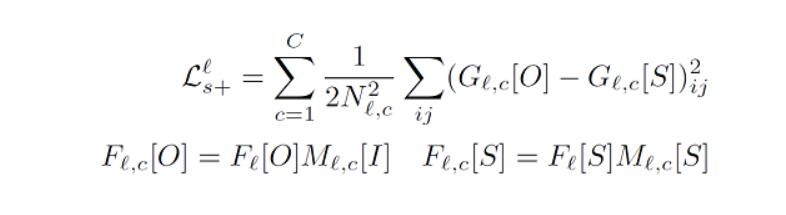 \mathcal{L}_{s+}^{\ell} = \sum_{c=1}^{C} \frac{1}{2N_{\ell,c}^{2}} \sum_{ij} (G_{\ell,c}[O] - G_{\ell,c}[S])_{ij}^{2}
F_{\ell,c}[O] = F_{\ell}[O] M_{\ell,c}[I] \quad F_{\ell,c}[S] = F_{\ell}[S] M_{\ell,c}[S]